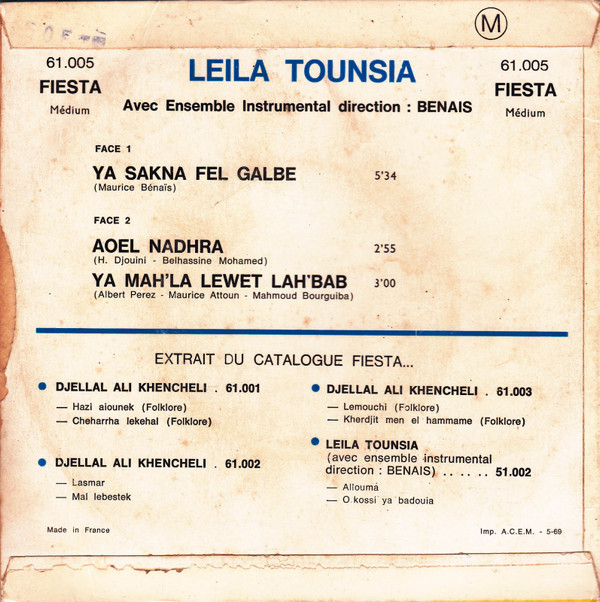 M
61.005
FIESTA
Médium
LEILA TOUNSIA
Avec Ensemble Instrumental direction : BENAIS
61.005
FIESTA
Médium
FACE 1
YA SAKNA FEL GALBE 5'34
(Maurice Bénaïs)
FACE 2
AOEL NADHRA 2'55
(H. Djouini - Belhassine Mohamed)
YA MAH'LA LEWET LAH'BAB 3'00
(Albert Perez - Maurice Attoun - Mahmoud Bourguiba)
EXTRAIT DU CATALOGUE FIESTA...
● DJELLAL ALI KHENCHELI . 61.001
— Hazi aiounek (Folklore)
— Cheharrha lekehal (Folklore)
● DJELLAL ALI KHENCHELI . 61.002
— Lasmar
— Mal lebestek
● DJELLAL ALI KHENCHELI . 61.003
— Lemouchi (Folklore)
— Kherdjit men el hammame (Folklore)
● LEILA TOUNSIA
(avec ensemble instrumental
direction : BENAIS) .. .. .. 51.002
— Allouma
— O kossi ya badouia
Made in France
Imp. A.C.E.M. - 5-69